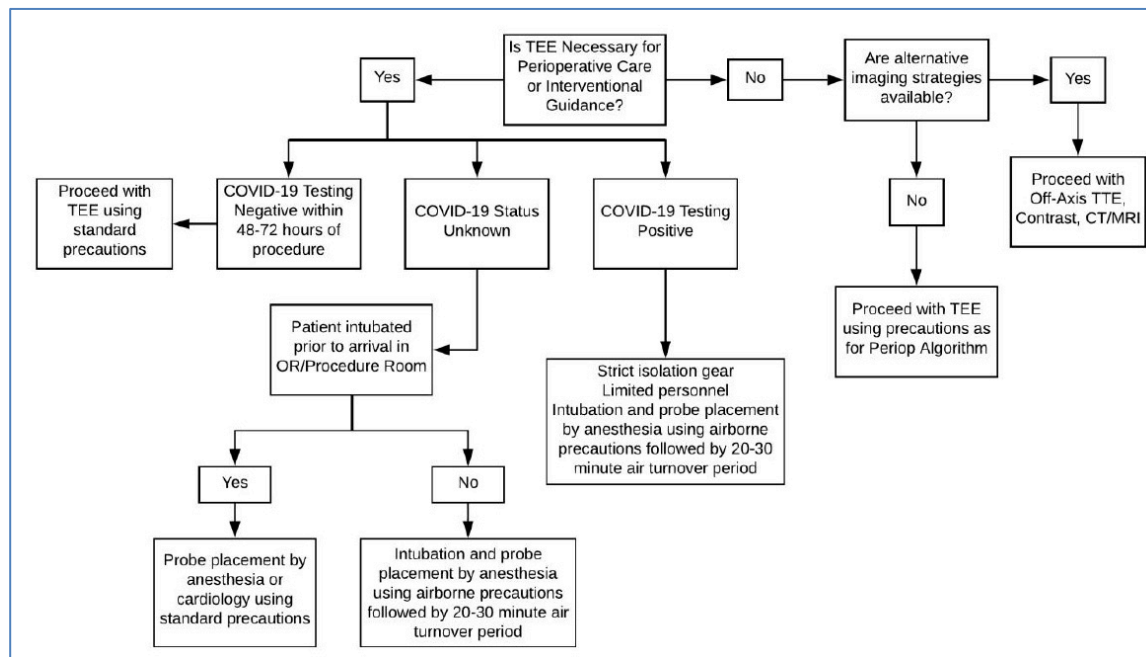 Is TEE Necessary for
Perioperative Care
or Interventional
Guidance?
Yes
No
Are alternative
imaging strategies
available?
Yes
No
Proceed with
TEE using
standard
precautions
COVID-19 Testing
Negative within
48-72 hours of
procedure
COVID-19 Status
Unknown
COVID-19 Testing
Positive
Proceed with
Off-Axis TTE,
Contrast, CT/MRI
Patient intubated
prior to arrival in
OR/Procedure Room
Proceed with TEE
using precautions as
for Periop Algorithm
Strict isolation gear
Limited personnel
Intubation and probe placement
by anesthesia using airborne
precautions followed by 20-30
minute air turnover period
Yes
No
Probe placement by
anesthesia or
cardiology using
standard precautions
Intubation and probe
placement by anesthesia
using airborne precautions
followed by 20-30 minute air
turnover period